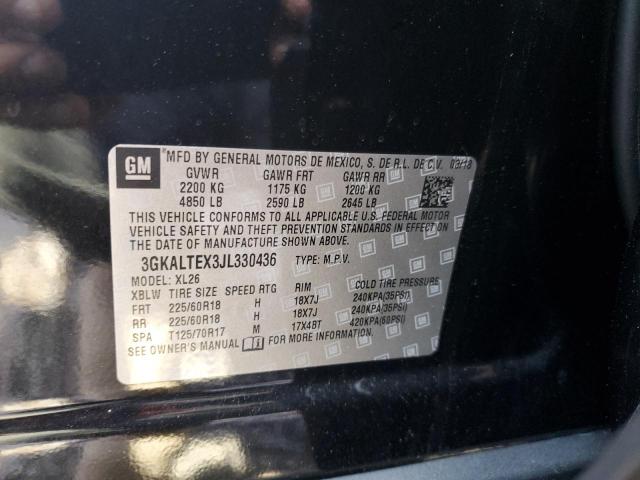 GM MFD BY GENERAL MOTORS DE MEXICO, S. DE R.L. DE C.V. 03/18
GVWR GAWR FRT GAWR RR
2200 KG 1175 KG 1200 KG
4850 LB 2590 LB 2645 LB
THIS VEHICLE CONFORMS TO ALL APPLICABLE U.S. FEDERAL MOTOR
VEHICLE SAFETY AND THEFT PREVENTION STANDARDS IN EFFECT ON
THE DATE OF MANUFACTURE SHOWN ABOVE.
3GKALTEX3JL330436 TYPE: M.P.V.
MODEL: XL26
XBLW TIRE SIZE SPEED RTG RIM COLD TIRE PRESSURE
FRT 225/60R18 H 18X7J 240KPA(35PSI)
RR 225/60R18 H 18X7J 240KPA(35PSI)
SPA T125/70R17 M 17X4BT 420KPA(60PSI)
SEE OWNER'S MANUAL FOR MORE INFORMATION.